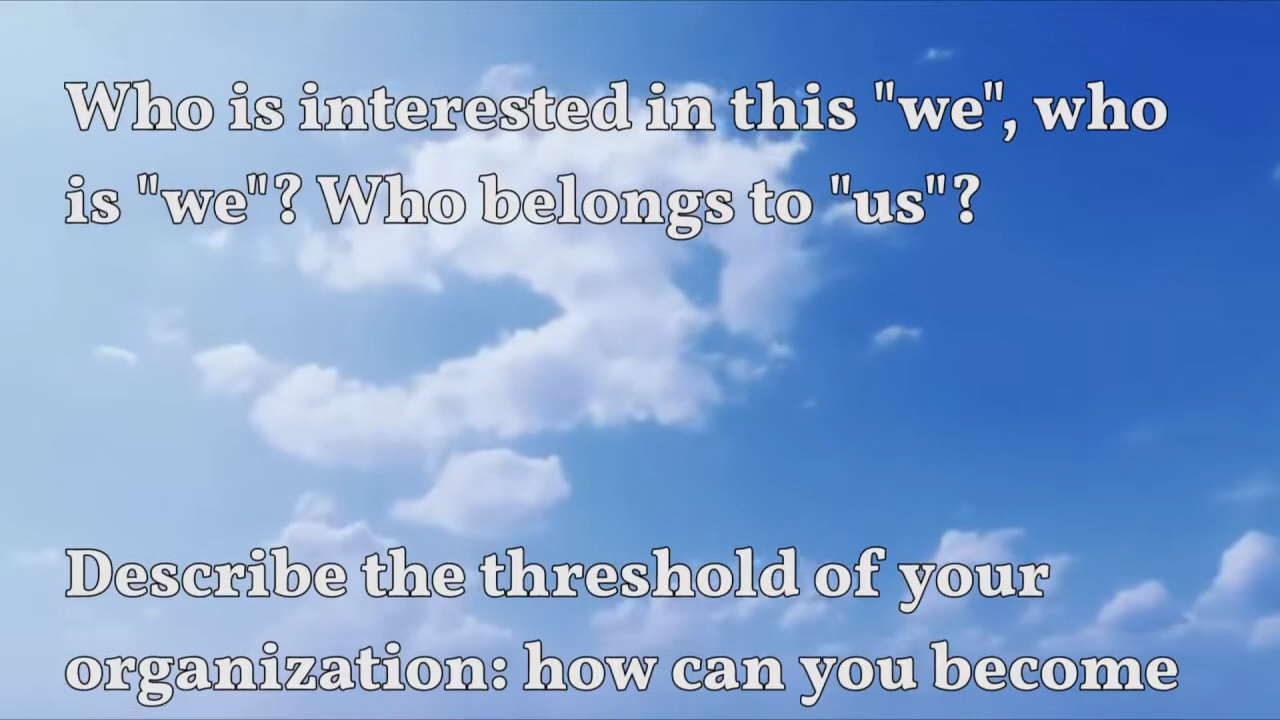 Who is interested in this "we", who
is "we"? Who belongs to "us"?
Describe the threshold of your
organization: how can you become